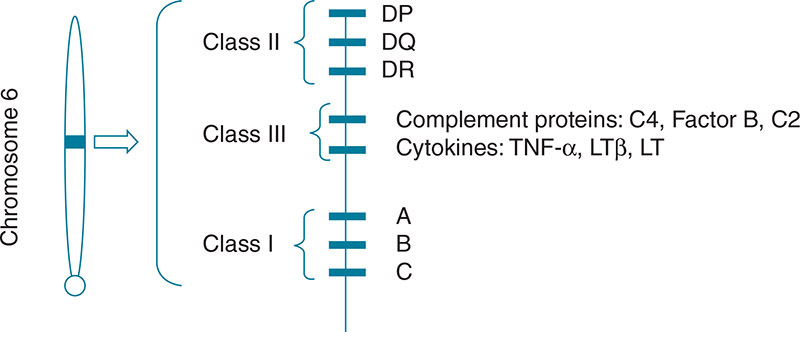 Chromosome 6
Class II
DP
DQ
DR
Class III
Complement proteins: C4, Factor B, C2
Cytokines: TNF-α, LTβ, LT
Class I
A
B
C